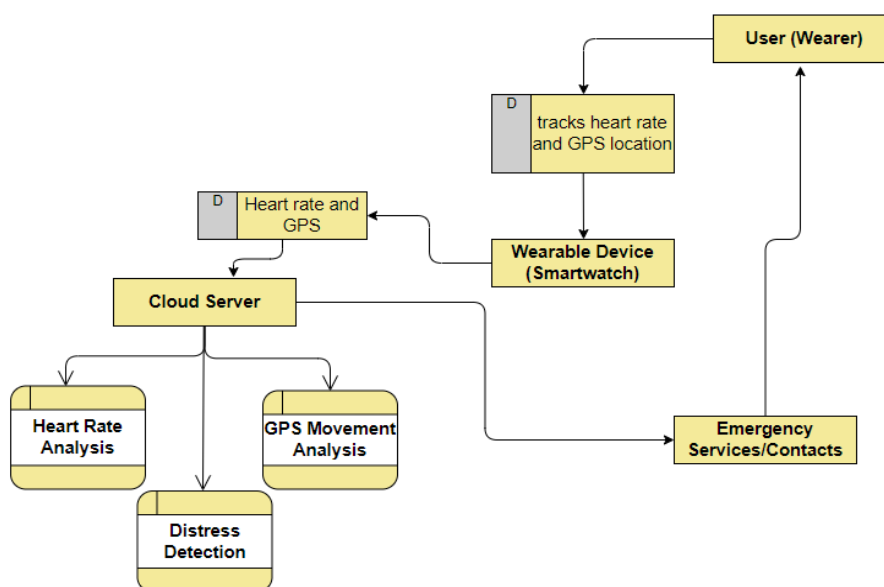 User (Wearer)
D
tracks heart rate
and GPS location
D
Heart rate and
GPS
Wearable Device
(Smartwatch)
Cloud Server
Heart Rate
Analysis
GPS Movement
Analysis
Emergency
Services/Contacts
Distress
Detection